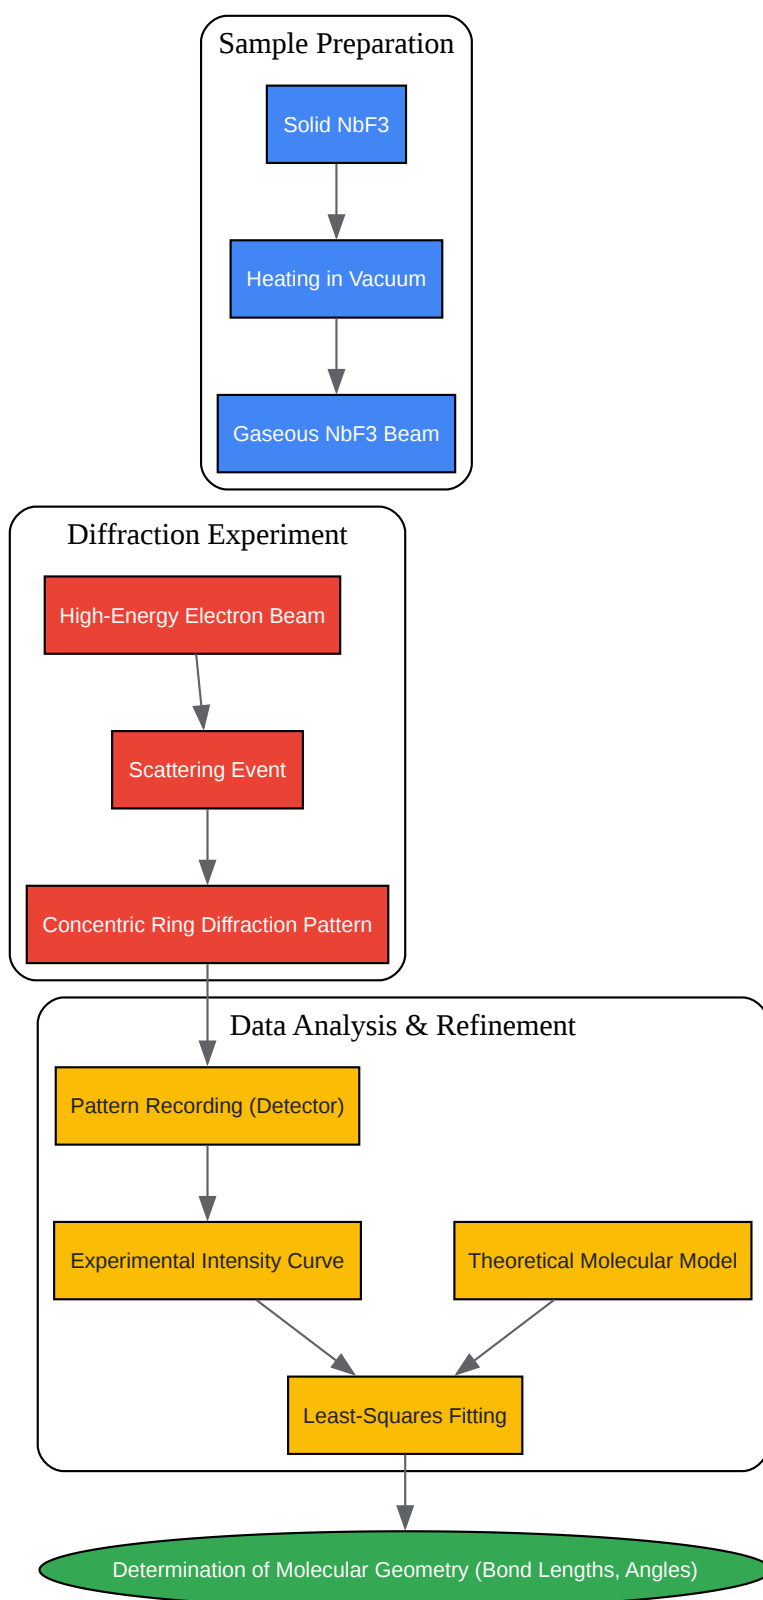 Sample Preparation
Solid NbF3
Heating in Vacuum
Gaseous NbF3 Beam
Diffraction Experiment
High-Energy Electron Beam
Scattering Event
Concentric Ring Diffraction Pattern
Data Analysis & Refinement
Pattern Recording (Detector)
Experimental Intensity Curve
Theoretical Molecular Model
Least-Squares Fitting
Determination of Molecular Geometry (Bond Lengths, Angles)